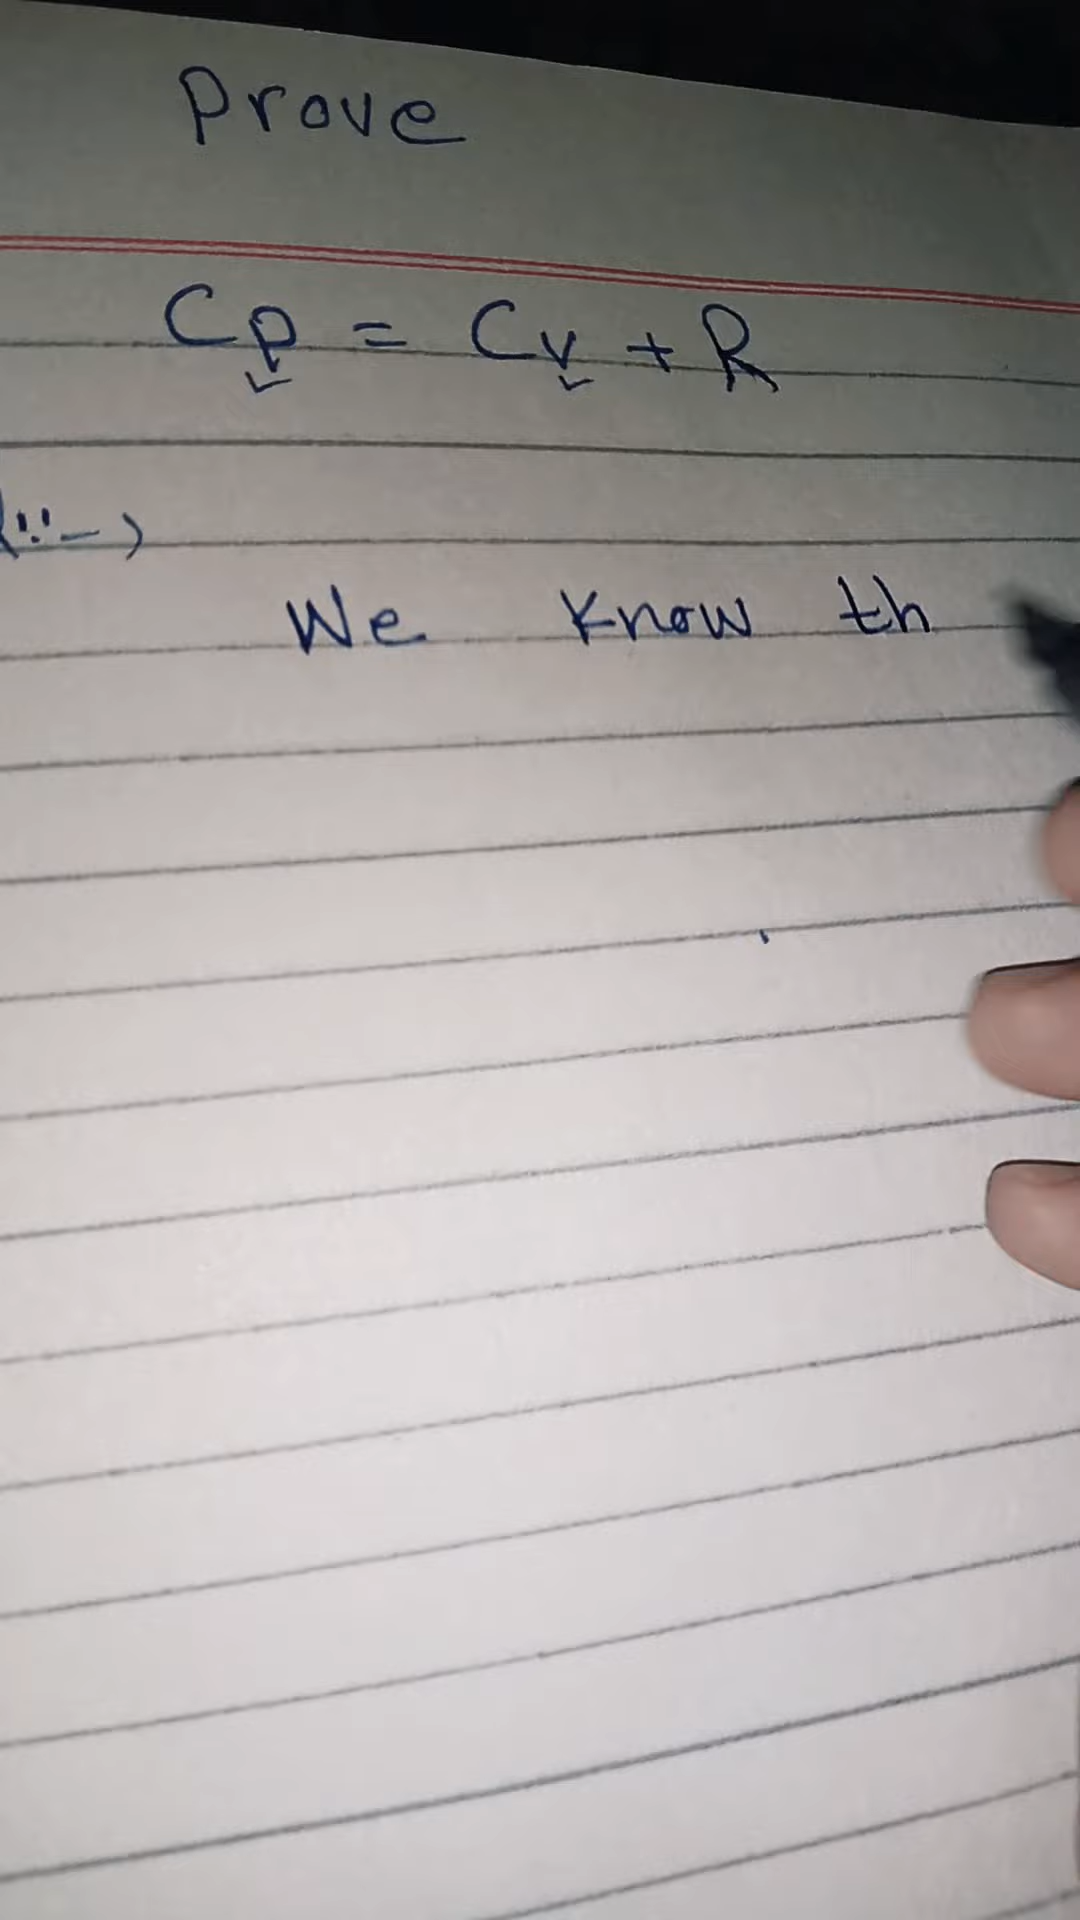 Prove
Cp = Cv + R
We know th